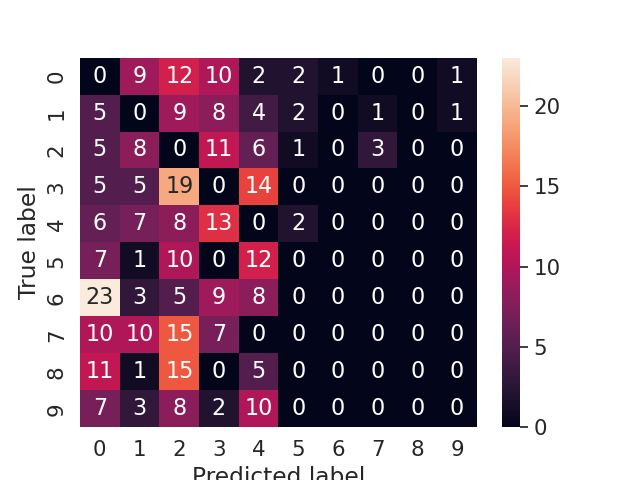 0 0 9 12 10 2 2 1 0 0 1
1 5 0 9 8 4 2 0 1 0 1
2 5 8 0 11 6 1 0 3 0 0
3 5 5 19 0 14 0 0 0 0 0
4 6 7 8 13 0 2 0 0 0 0
5 7 1 10 0 12 0 0 0 0 0
6 23 3 5 9 8 0 0 0 0 0
7 10 10 15 7 0 0 0 0 0 0
8 11 1 15 0 5 0 0 0 0 0
9 7 3 8 2 10 0 0 0 0 0
0 1 2 3 4 5 6 7 8 9
True label
Predicted label
20
15
10
5
0